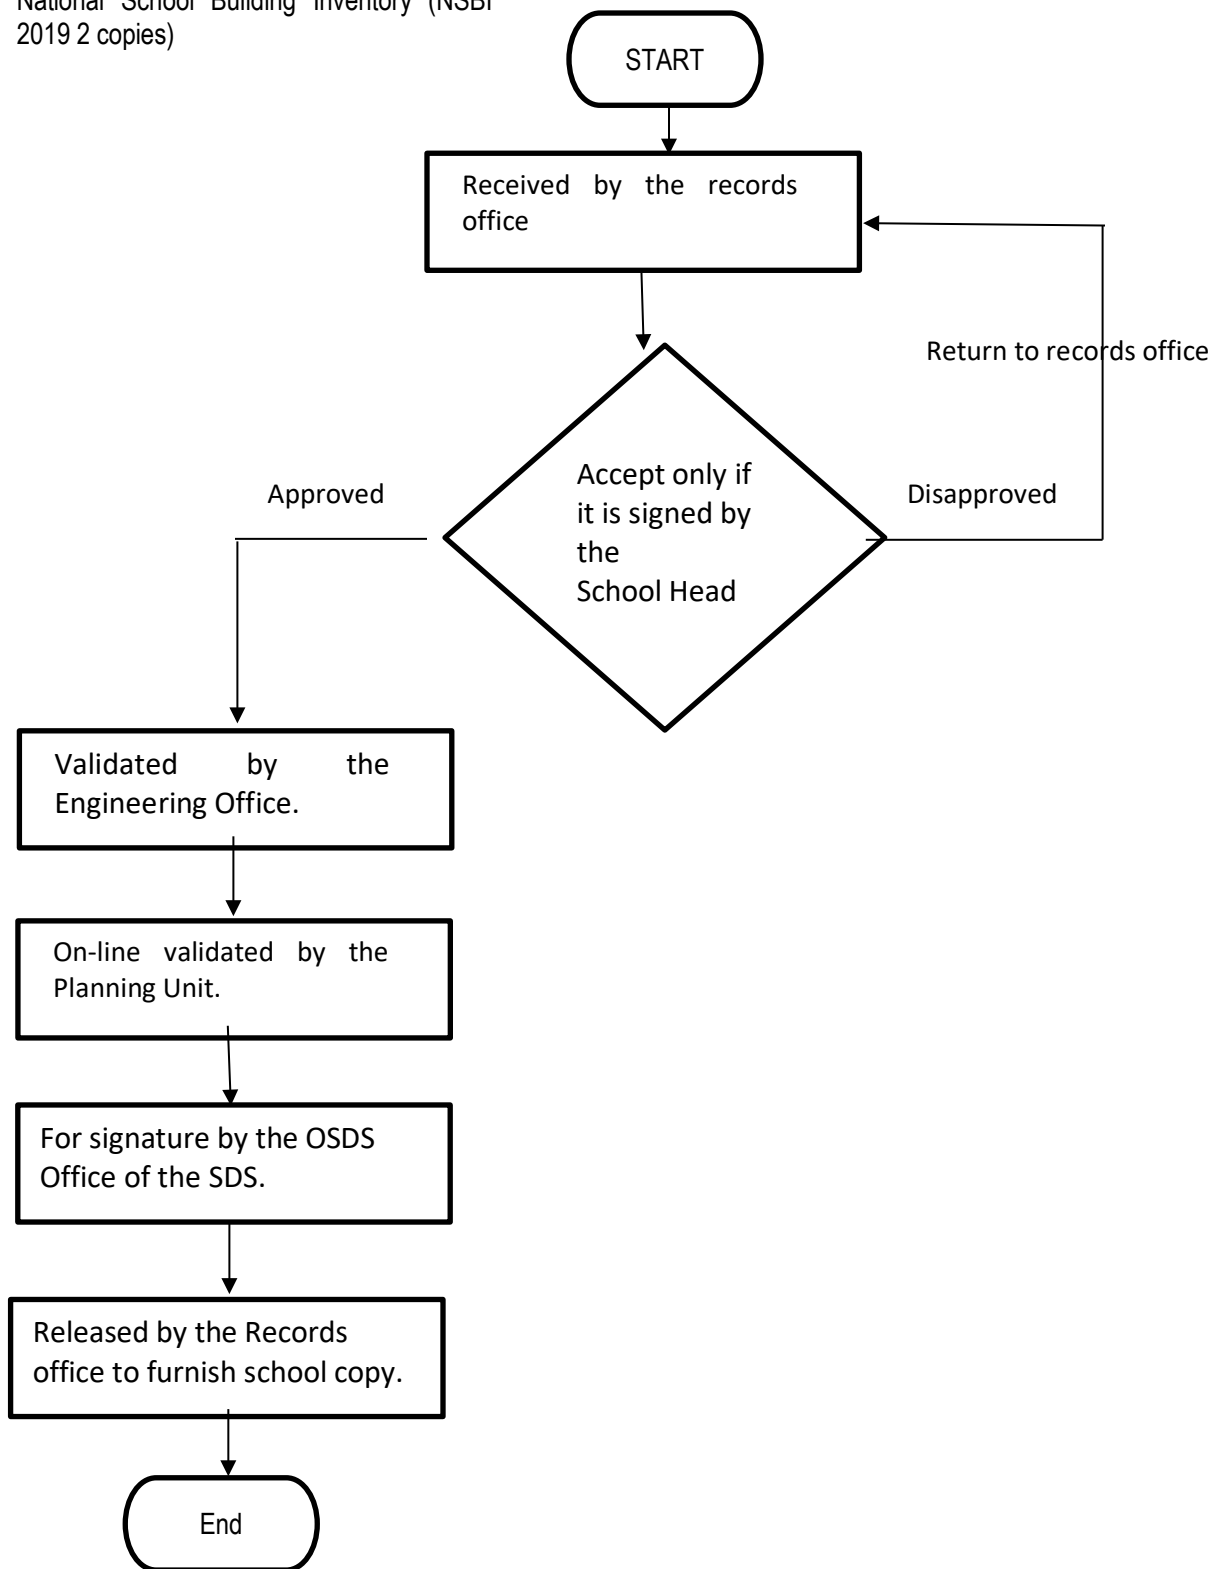 National School Building Inventory (NSBI
2019 2 copies)
START
Received by the records
office
Return to records office
Approved
Accept only if
it is signed by
the
School Head
Disapproved
Validated by the
Engineering Office.
On-line validated by the
Planning Unit.
For signature by the OSDS
Office of the SDS.
Released by the Records
office to furnish school copy.
End